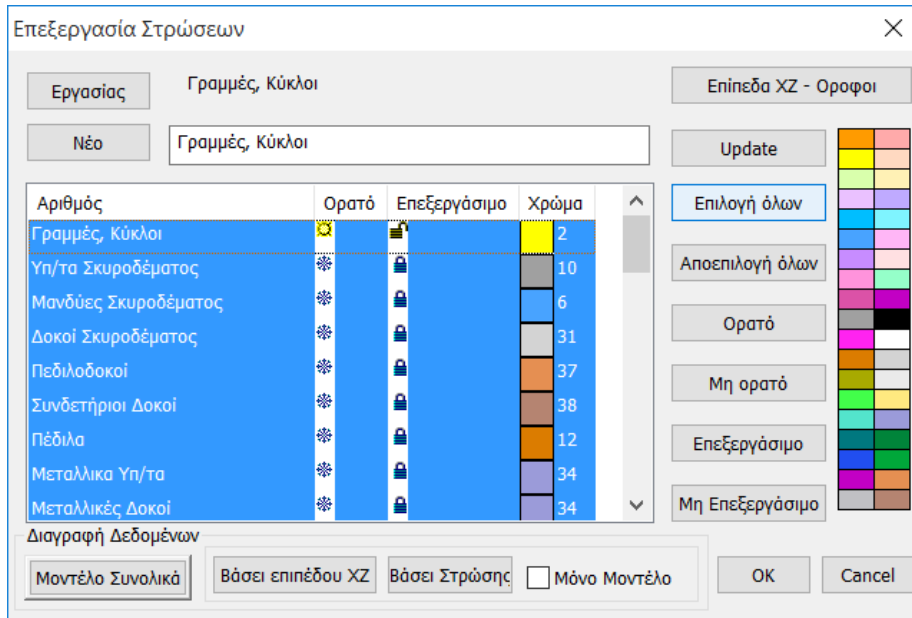 Επεξεργασία Στρώσεων
Εργασίας Γραμμές, Κύκλοι Επίπεδα XZ - Οροφοι
Νέο Γραμμές, Κύκλοι Update
Αριθμός Ορατό Επεξεργάσιμο Χρώμα Επιλογή όλων
Γραμμές, Κύκλοι 2
Υπ/τα Σκυροδέματος 10 Αποεπιλογή όλων
Μανδύες Σκυροδέματος 6
Δοκοί Σκυροδέματος 31 Ορατό
Πεδιλοδοκοί 37
Συνδετήριοι Δοκοί 38 Μη ορατό
Πέδιλα 12 Επεξεργάσιμο
Μεταλλικα Υπ/τα 34
Μεταλλικές Δοκοί 34 Μη Επεξεργάσιμο
Διαγραφή Δεδομένων
Μοντέλο Συνολικά Βάσει επιπέδου XZ Βάσει Στρώσης Μόνο Μοντέλο OK Cancel